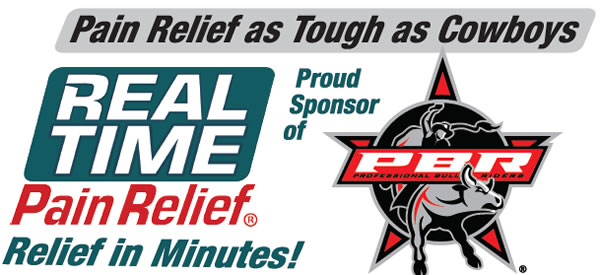 Pain Relief as Tough as Cowboys
REAL
TIME
Pain Relief®
Relief in Minutes!
Proud
Sponsor
of
PBR
PROFESSIONAL BULL RIDERS
®